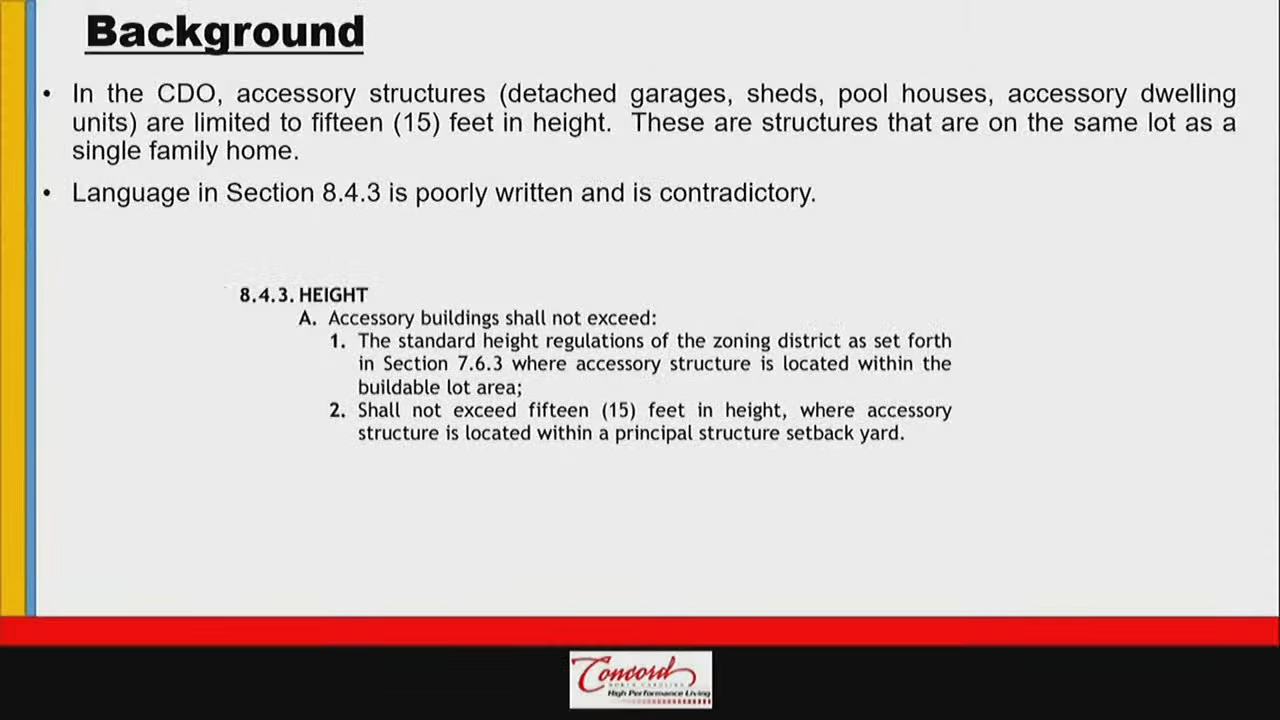 Background
• In the CDO, accessory structures (detached garages, sheds, pool houses, accessory dwelling
units) are limited to fifteen (15) feet in height. These are structures that are on the same lot as a
single family home.
• Language in Section 8.4.3 is poorly written and is contradictory.
8.4.3. HEIGHT
A. Accessory buildings shall not exceed:
1. The standard height regulations of the zoning district as set forth
in Section 7.6.3 where accessory structure is located within the
buildable lot area;
2. Shall not exceed fifteen (15) feet in height, where accessory
structure is located within a principal structure setback yard.
Concord
NORTH CAROLINA
High Performance Living